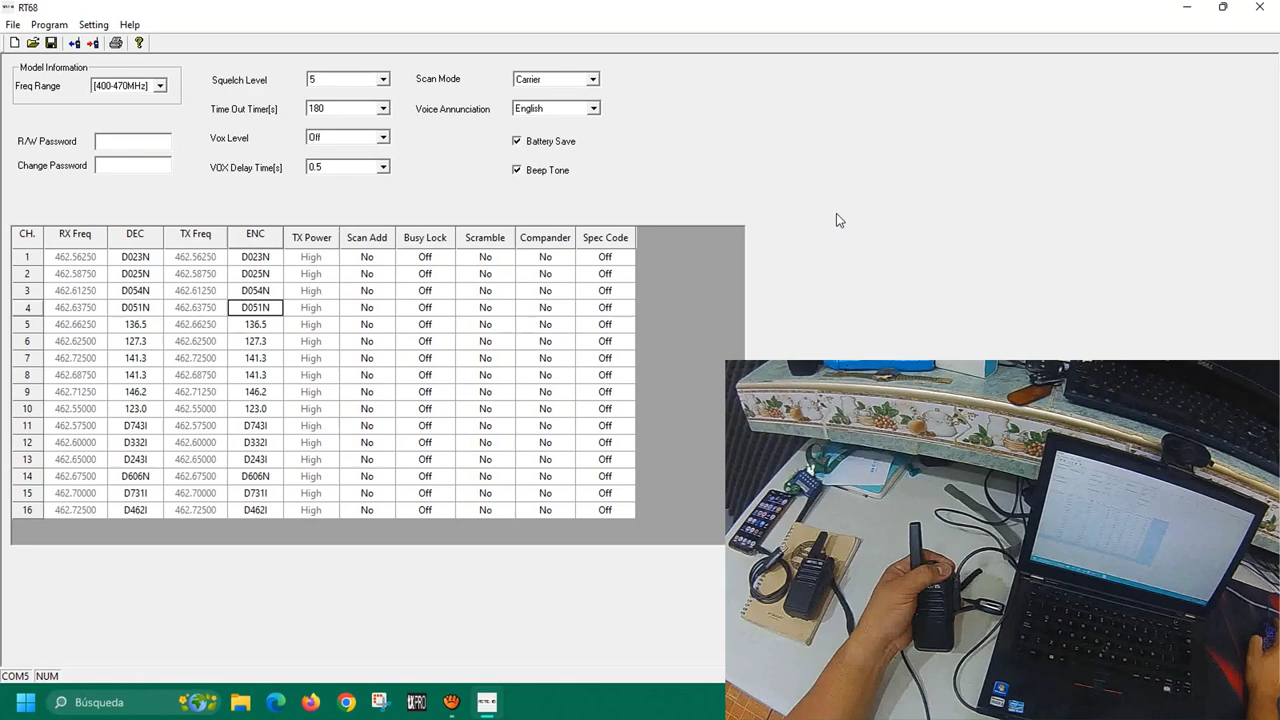 RT68
File Program Setting Help
Model Information
Freq Range [400-470MHz]
R/W Password
Change Password
Squelch Level 5
Time Out Timer[s] 180
Vox Level Off
VOX Delay Time[s] 0.5
Scan Mode Carrier
Voice Annunciation English
Battery Save
Beep Tone
CH. RX Freq DEC TX Freq ENC TX Power Scan Add Busy Lock Scramble Compander Spec Code
1 462.56250 D023N 462.56250 D023N High No Off No No Off
2 462.58750 D025N 462.58750 D025N High No Off No No Off
3 462.61250 D054N 462.61250 D054N High No Off No No Off
4 462.63750 D051N 462.63750 D051N High No Off No No Off
5 462.66250 136.5 462.66250 136.5 High No Off No No Off
6 462.62500 127.3 462.62500 127.3 High No Off No No Off
7 462.72500 141.3 462.72500 141.3 High No Off No No Off
8 462.68750 141.3 462.68750 141.3 High No Off No No Off
9 462.71250 146.2 462.71250 146.2 High No Off No No Off
10 462.55000 123.0 462.55000 123.0 High No Off No No Off
11 462.57500 D743I 462.57500 D743I High No Off No No Off
12 462.60000 D332I 462.60000 D332I High No Off No No Off
13 462.65000 D243I 462.65000 D243I High No Off No No Off
14 462.67500 D606N 462.67500 D606N High No Off No No Off
15 462.70000 D731I 462.70000 D731I High No Off No No Off
16 462.72500 D462I 462.72500 D462I High No Off No No Off
COM5 NUM
Búsqueda